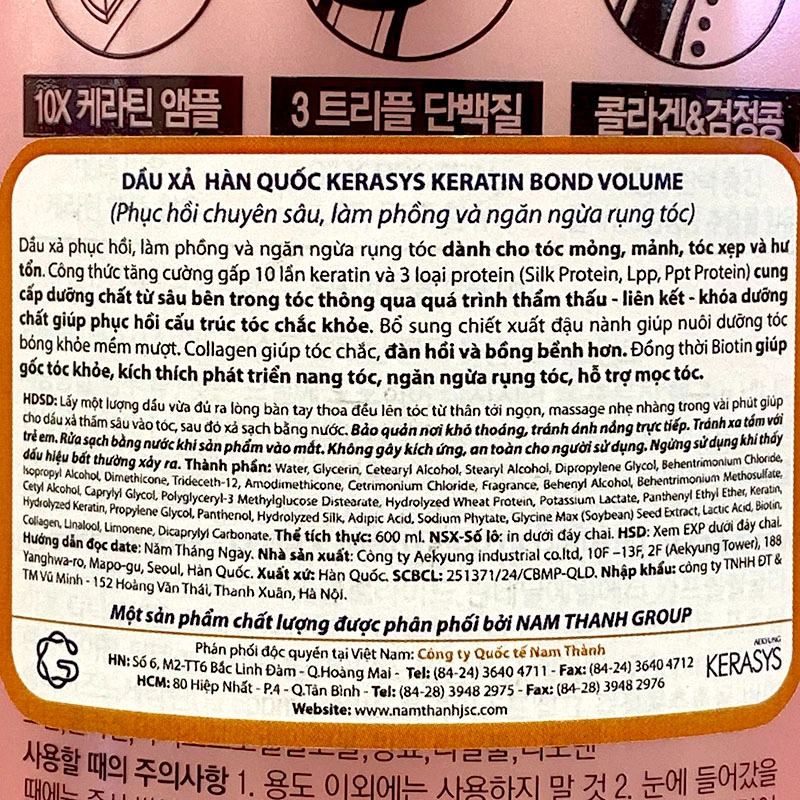 10X 케라틴 앰플
3 트리플 단백질
콜라겐&검정콩
DẦU XẢ HÀN QUỐC KERASYS KERATIN BOND VOLUME
(Phục hồi chuyên sâu, làm phồng và ngăn ngừa rụng tóc)
Dầu xả phục hồi, làm phồng và ngăn ngừa rụng tóc dành cho tóc mỏng, mảnh, tóc xẹp và hư
tổn. Công thức tăng cường gấp 10 lần keratin và 3 loại protein (Silk Protein, Lpp, Ppt Protein) cung
cấp dưỡng chất từ sâu bên trong tóc thông qua quá trình thẩm thấu - liên kết - khóa dưỡng
chất giúp phục hồi cấu trúc tóc chắc khỏe. Bổ sung chiết xuất đậu nành giúp nuôi dưỡng tóc
bóng khỏe mềm mượt. Collagen giúp tóc chắc, đàn hồi và bồng bềnh hơn. Đồng thời Biotin giúp
gốc tóc khỏe, kích thích phát triển nang tóc, ngăn ngừa rụng tóc, hỗ trợ mọc tóc.
HDSD: Lấy một lượng dầu vừa đủ ra lòng bàn tay thoa đều lên tóc từ thân tới ngọn, massage nhẹ nhàng trong vài phút giúp
cho dầu xả thấm sâu vào tóc, sau đó xả sạch bằng nước. Bảo quản nơi khô thoáng, tránh ánh nắng trực tiếp. Tránh xa tầm với
trẻ em. Rửa sạch bằng nước khi sản phẩm vào mắt. Không gây kích ứng, an toàn cho người sử dụng. Ngừng sử dụng khi thấy
dấu hiệu bất thường xảy ra. Thành phần: Water, Glycerin, Cetearyl Alcohol, Stearyl Alcohol, Dipropylene Glycol, Behentrimonium Chloride,
Isopropyl Alcohol, Dimethicone, Trideceth-12, Amodimethicone, Cetrimonium Chloride, Fragrance, Behenyl Alcohol, Behentrimonium Methosulfate,
Cetyl Alcohol, Caprylyl Glycol, Polyglyceryl-3 Methylglucose Distearate, Hydrolyzed Wheat Protein, Potassium Lactate, Panthenyl Ethyl Ether, Keratin,
Hydrolyzed Keratin, Propylene Glycol, Panthenol, Hydrolyzed Silk, Adipic Acid, Sodium Phytate, Glycine Max (Soybean) Seed Extract, Lactic Acid, Biotin,
Collagen, Linalool, Limonene, Dicaprylyl Carbonate. Thể tích thực: 600 ml. NSX-Số lô: in dưới đáy chai. HSD: Xem EXP dưới đáy chai.
Hướng dẫn đọc date: Năm Tháng Ngày. Nhà sản xuất: Công ty Aekyung industrial co.ltd, 10F –13F, 2F (Aekyung Tower), 188
Yanghwa-ro, Mapo-gu, Seoul, Hàn Quốc. Xuất xứ: Hàn Quốc. SCBCL: 251371/24/CBMP-QLD. Nhập khẩu: công ty TNHH ĐT &
TM Vũ Minh - 152 Hoàng Văn Thái, Thanh Xuân, Hà Nội.
Một sản phẩm chất lượng được phân phối bởi NAM THANH GROUP
Phân phối độc quyền tại Việt Nam: Công ty Quốc tế Nam Thành
HN: Số 6, M2-TT6 Bắc Linh Đàm - Q.Hoàng Mai - Tel: (84-24) 3640 4711 - Fax: (84-24) 3640 4712
HCM: 80 Hiệp Nhất - P.4 - Q.Tân Bình - Tel: (84-28) 3948 2975 - Fax: (84-28) 3948 2976
Website: www.namthanhjsc.com
AEKYUNG
KERASYS
사용할 때의 주의사항 1. 용도 이외에는 사용하지 말 것 2. 눈에 들어갔을